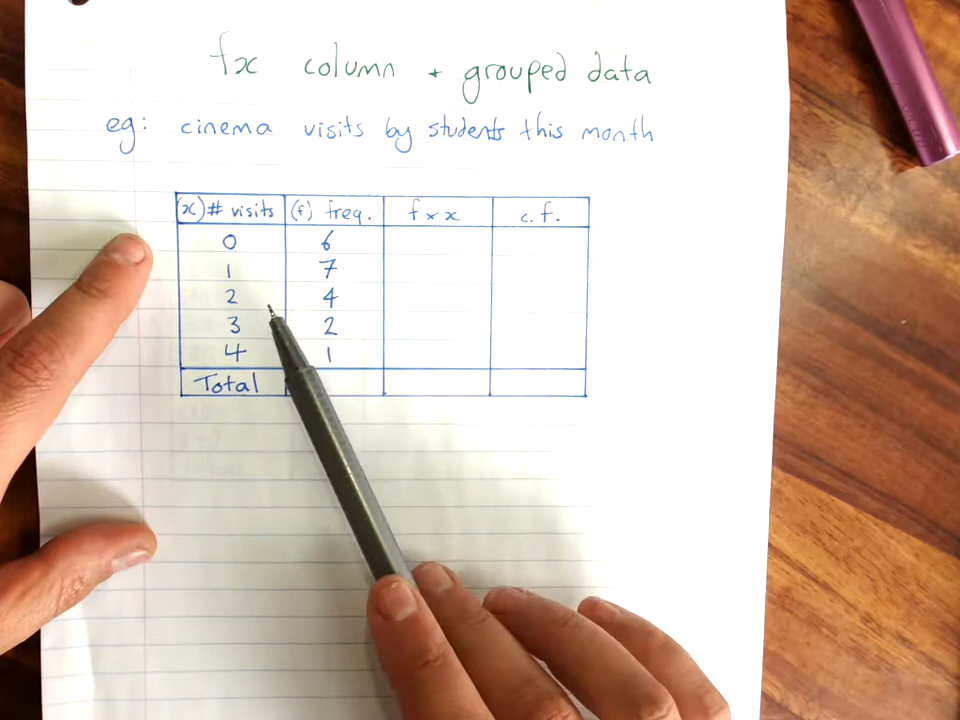 fx column + grouped data
eg: cinema visits by students this month
(x) # visits (f) freq. f × x c.f.
0 6
1 7
2 4
3 2
4 1
Total